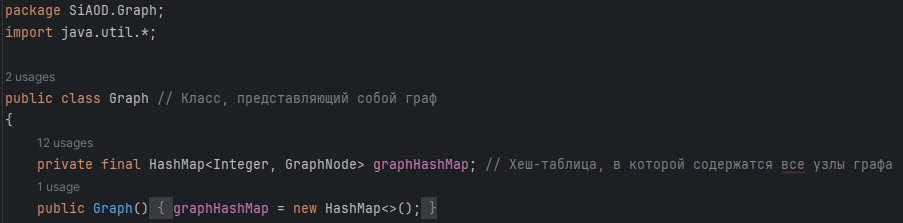 package SiAOD.Graph;
import java.util.*;
2 usages
public class Graph // Класс, представляющий собой граф
{
12 usages
private final HashMap<Integer, GraphNode> graphHashMap; // Хеш-таблица, в которой содержатся все узлы графа
1 usage
public Graph() { graphHashMap = new HashMap<>(); }